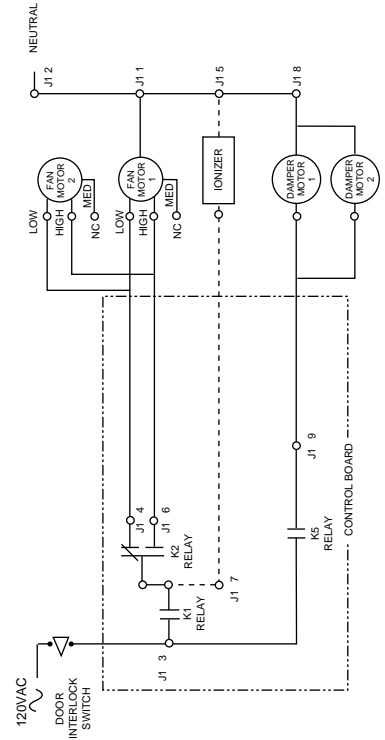 120VAC
DOOR
INTERLOCK
SWITCH
J1 3
K1
RELAY
J1 7
K2
RELAY
J1 4
J1 6
K5
RELAY
J1 9
CONTROL BOARD
LOW
HIGH
MED
NC
FAN
MOTOR
2
LOW
HIGH
MED
NC
FAN
MOTOR
1
IONIZER
DAMPER
MOTOR
1
DAMPER
MOTOR
2
NEUTRAL
J1 2
J1 1
J1 5
J1 8